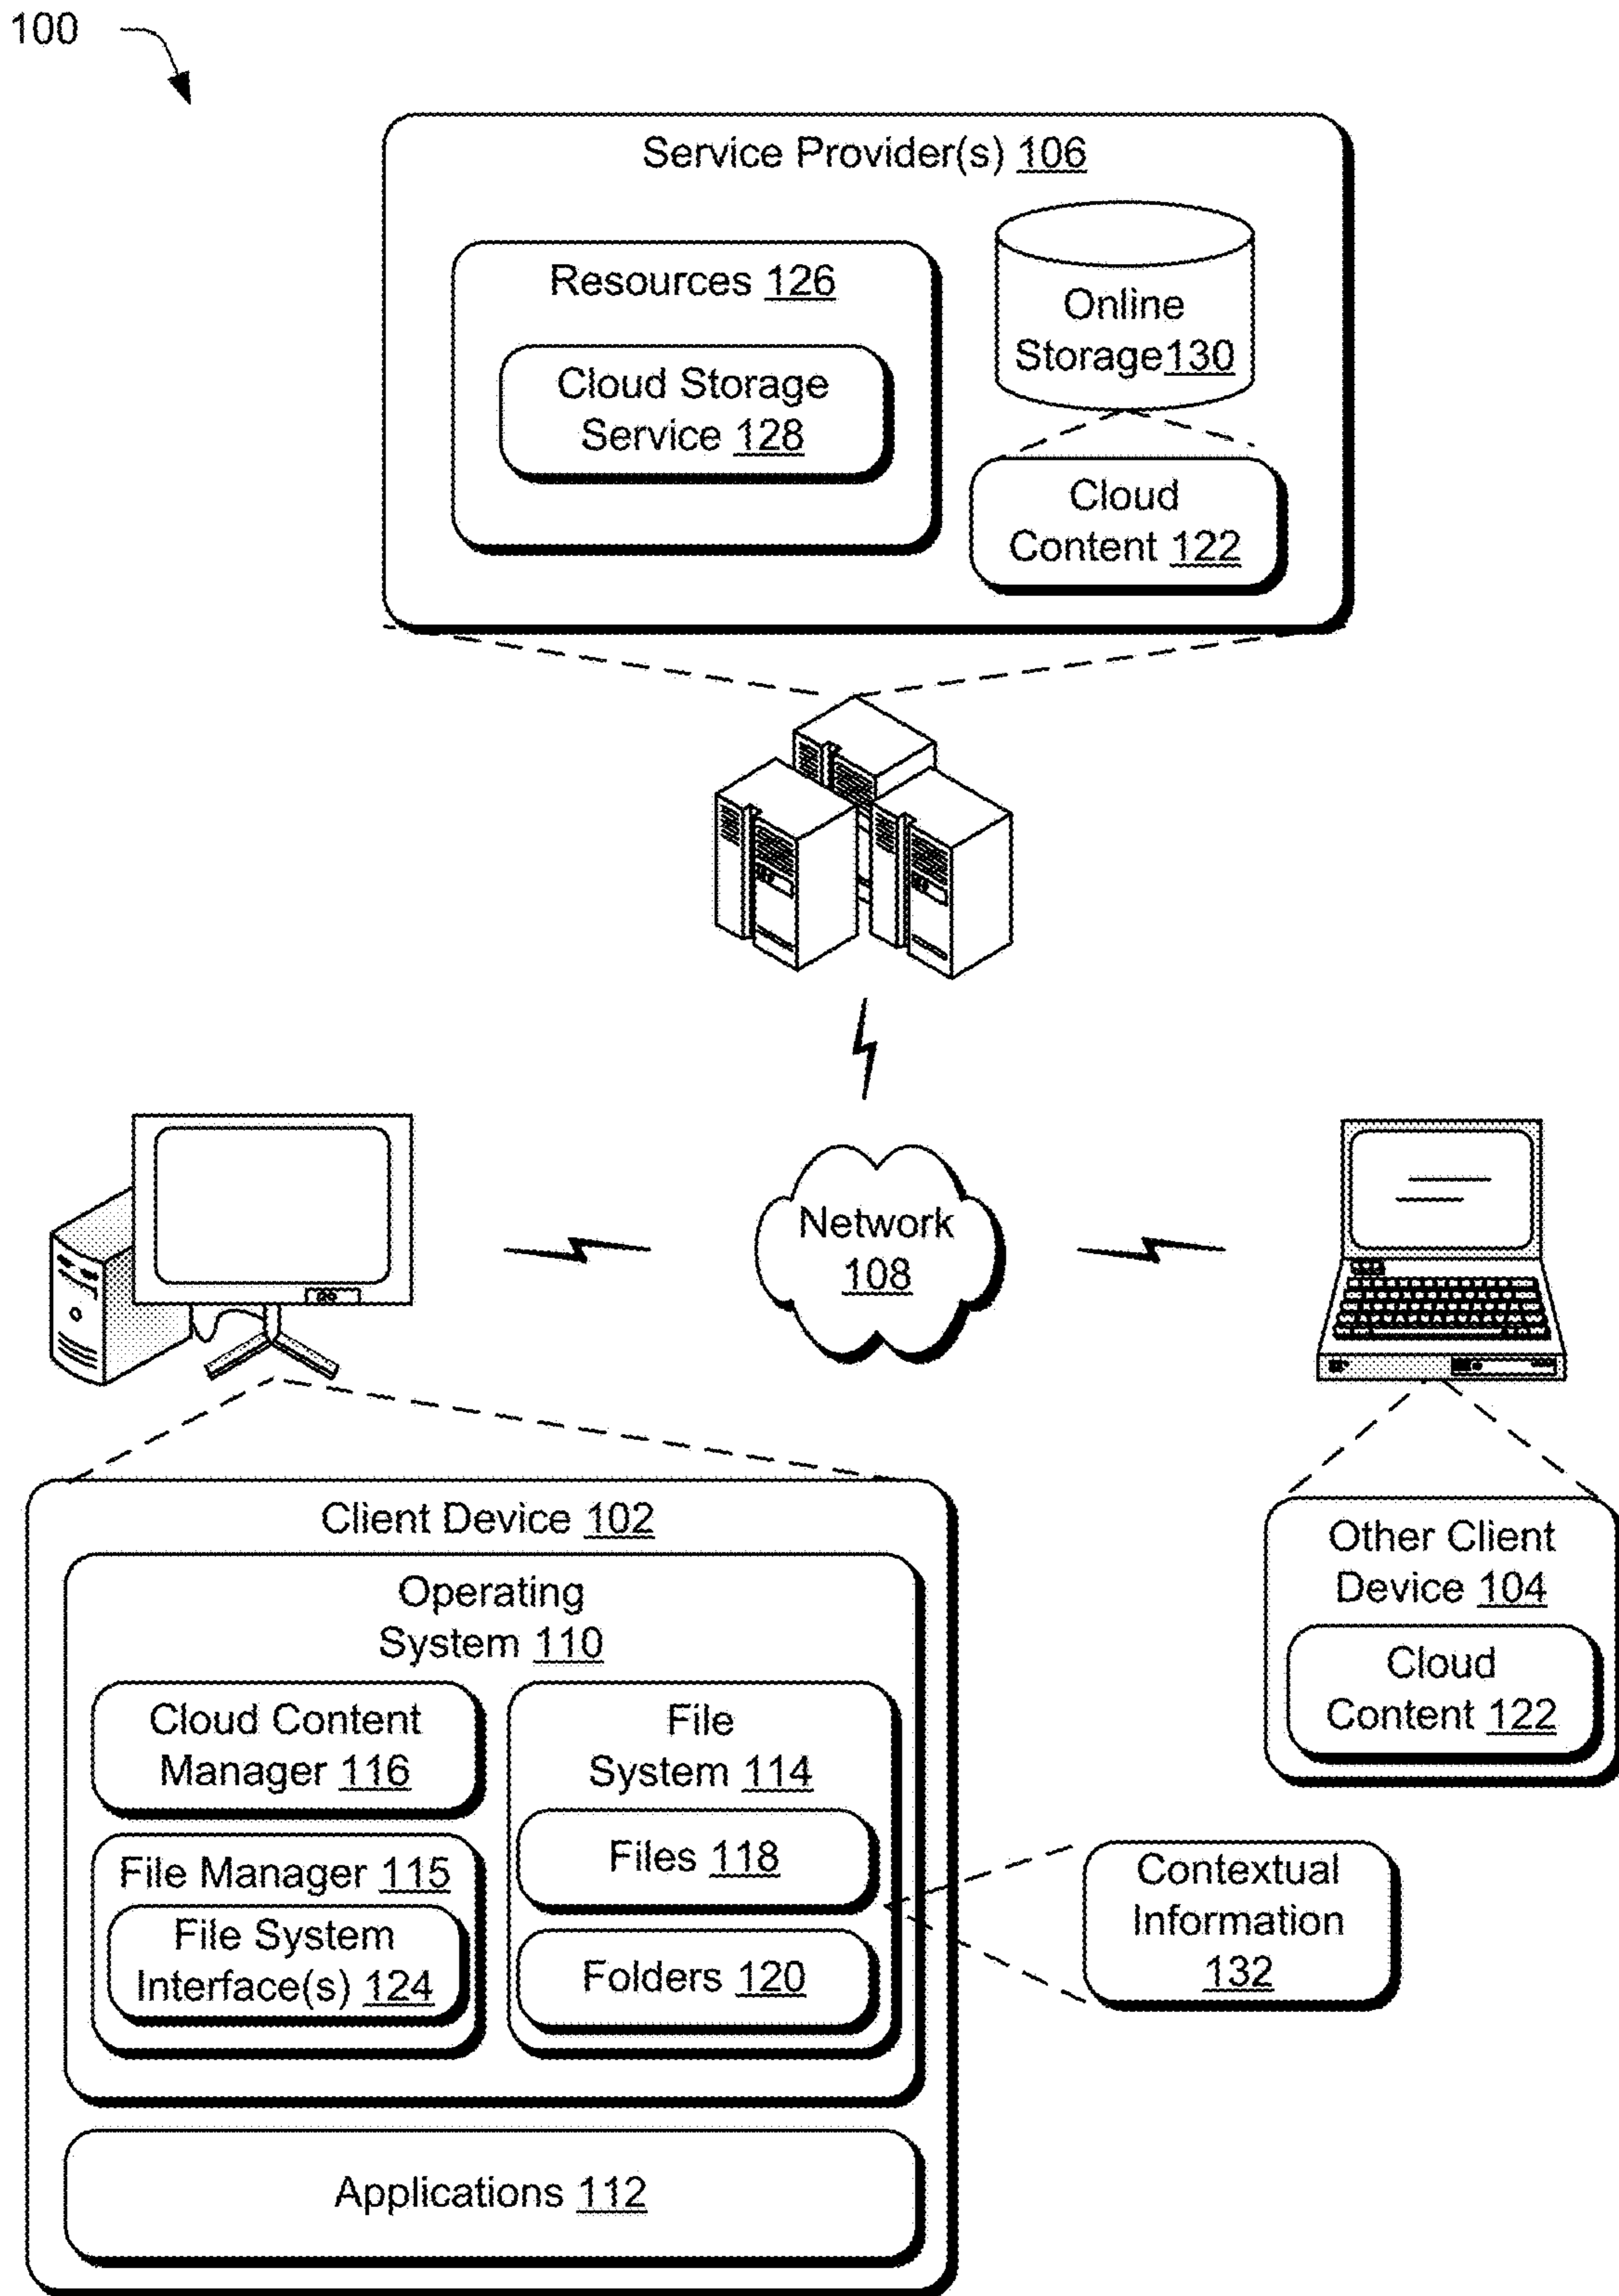 100
Service Provider(s) 106
Resources 126
Cloud Storage
Service 128
Online
Storage130
Cloud
Content 122
Network
108
Client Device 102
Operating
System 110
Cloud Content
Manager 116
File Manager 115
File System
Interface(s) 124
File
System 114
Files 118
Folders 120
Applications 112
Contextual
Information
132
Other Client
Device 104
Cloud
Content 122